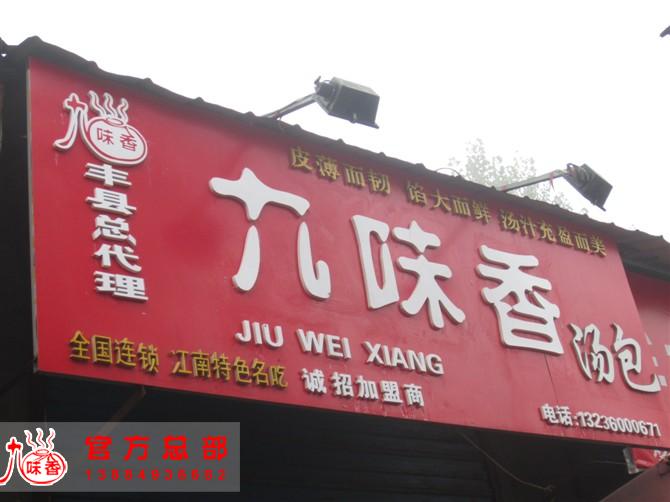 九味香
丰县总代理
皮薄而韧 馅大而鲜 汤汁充盈而美
九味香汤包
JIU WEI XIANG
全国连锁 江南特色名吃 诚招加盟商
电话:13236000671
九味香
官方总部